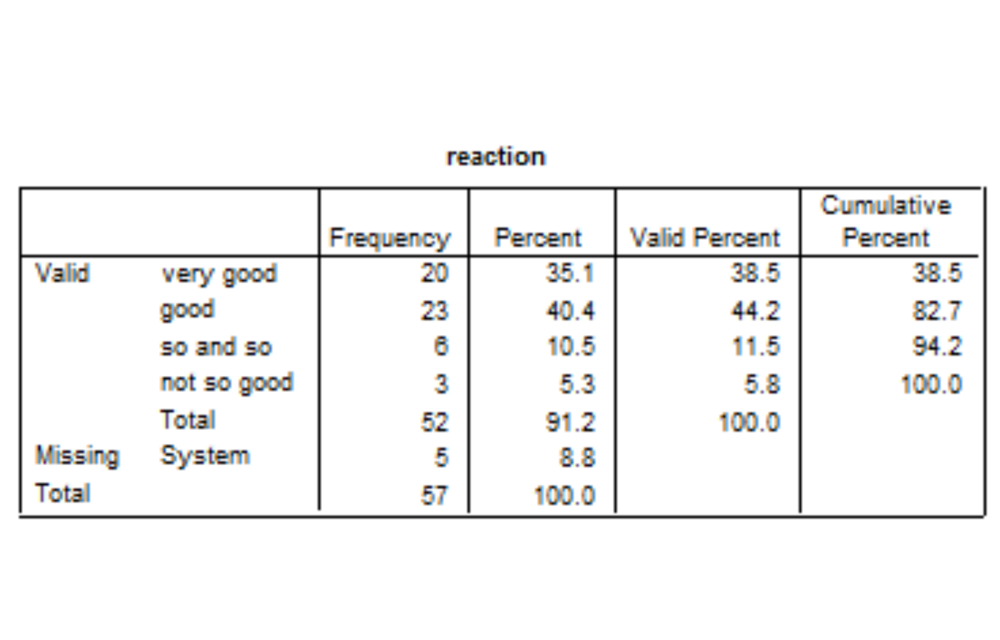 reaction
Frequency Percent Valid Percent Cumulative Percent
Valid very good 20 35.1 38.5 38.5
good 23 40.4 44.2 82.7
so and so 6 10.5 11.5 94.2
not so good 3 5.3 5.8 100.0
Total 52 91.2 100.0
Missing System 5 8.8
Total 57 100.0